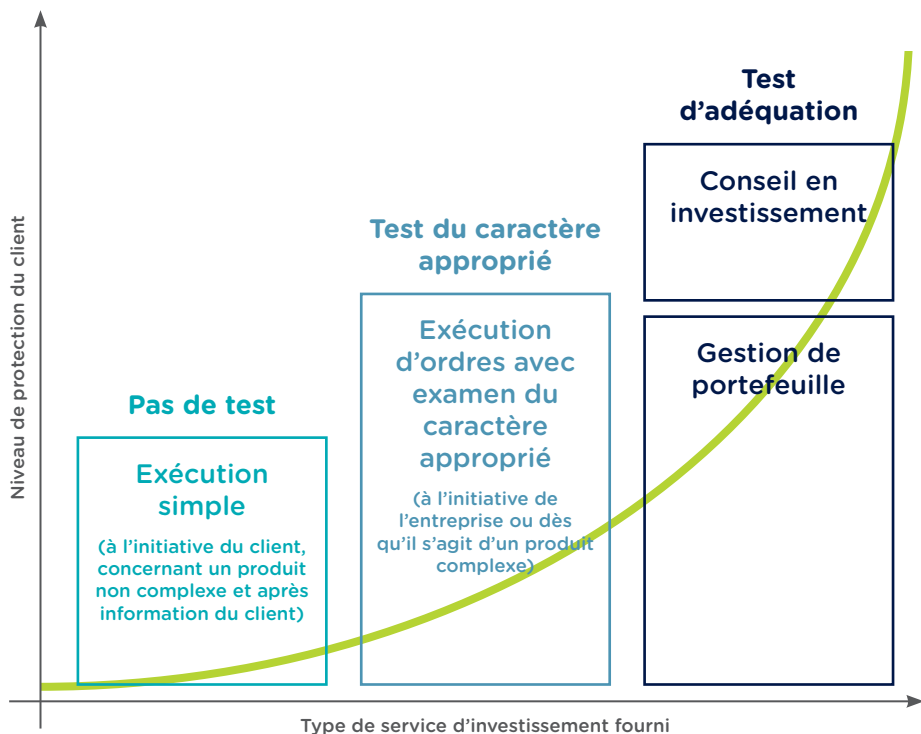 Niveau de protection du client
Pas de test
Exécution
simple
(à l'initiative du client,
concernant un produit
non complexe et après
information du client)
Test du caractère
approprié
Exécution
d'ordres avec
examen du
caractère
approprié
(à l'initiative de
l'entreprise ou dès
qu'il s'agit d'un produit
complexe)
Test
d'adéquation
Conseil en
investissement
Gestion de
portefeuille
Type de service d'investissement fourni